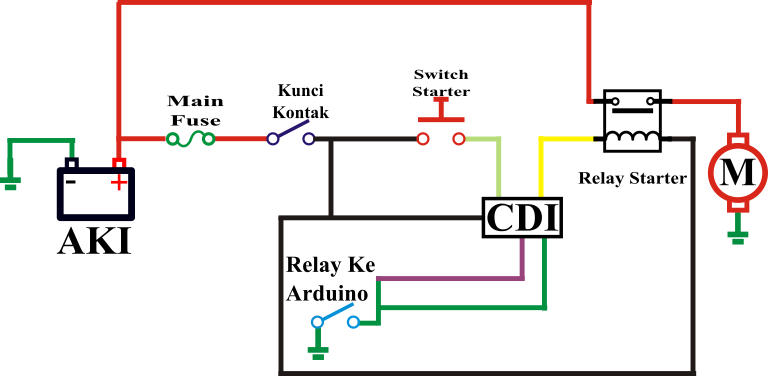 Switch
Starter
Kunci
Kontak
Main
Fuse
Relay Starter
M
-
+
AKI
CDI
Relay Ke
Arduino